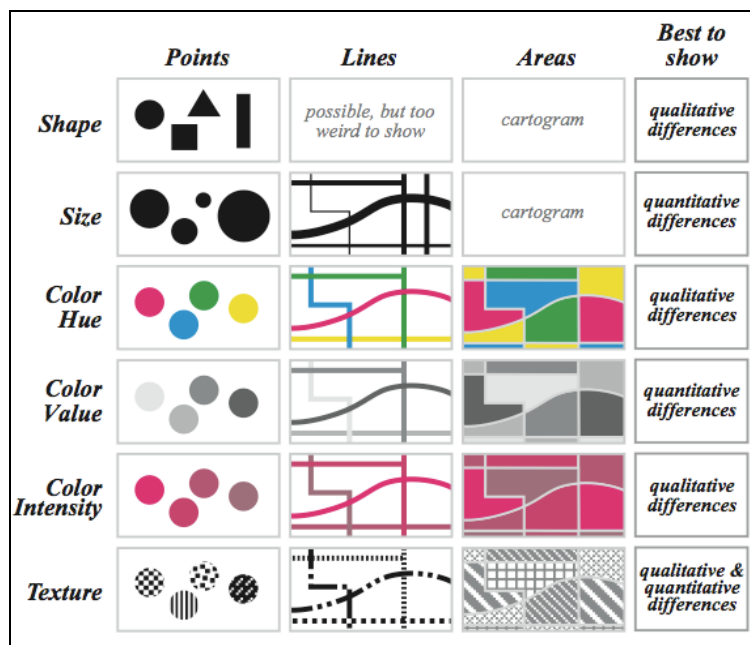 Points
Lines
Areas
Best to
show
Shape
possible, but too
weird to show
cartogram
qualitative
differences
Size
cartogram
quantitative
differences
Color
Hue
qualitative
differences
Color
Value
quantitative
differences
Color
Intensity
qualitative
differences
Texture
qualitative &
quantitative
differences